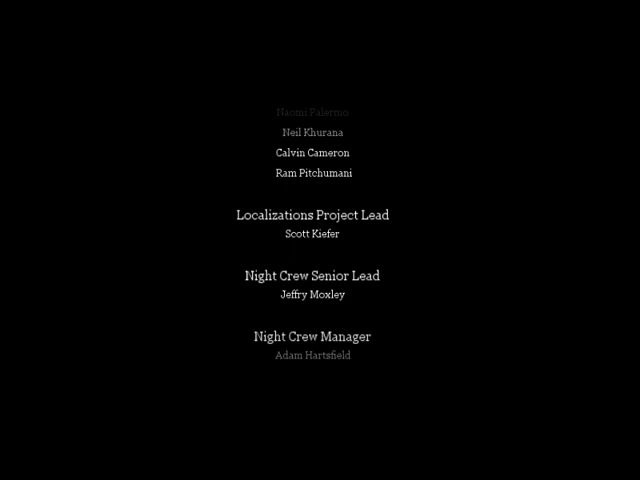 Naomi Palermo
Neil Khurana
Calvin Cameron
Ram Pitchumani
Localizations Project Lead
Scott Kiefer
Night Crew Senior Lead
Jeffry Moxley
Night Crew Manager
Adam Hartsfield